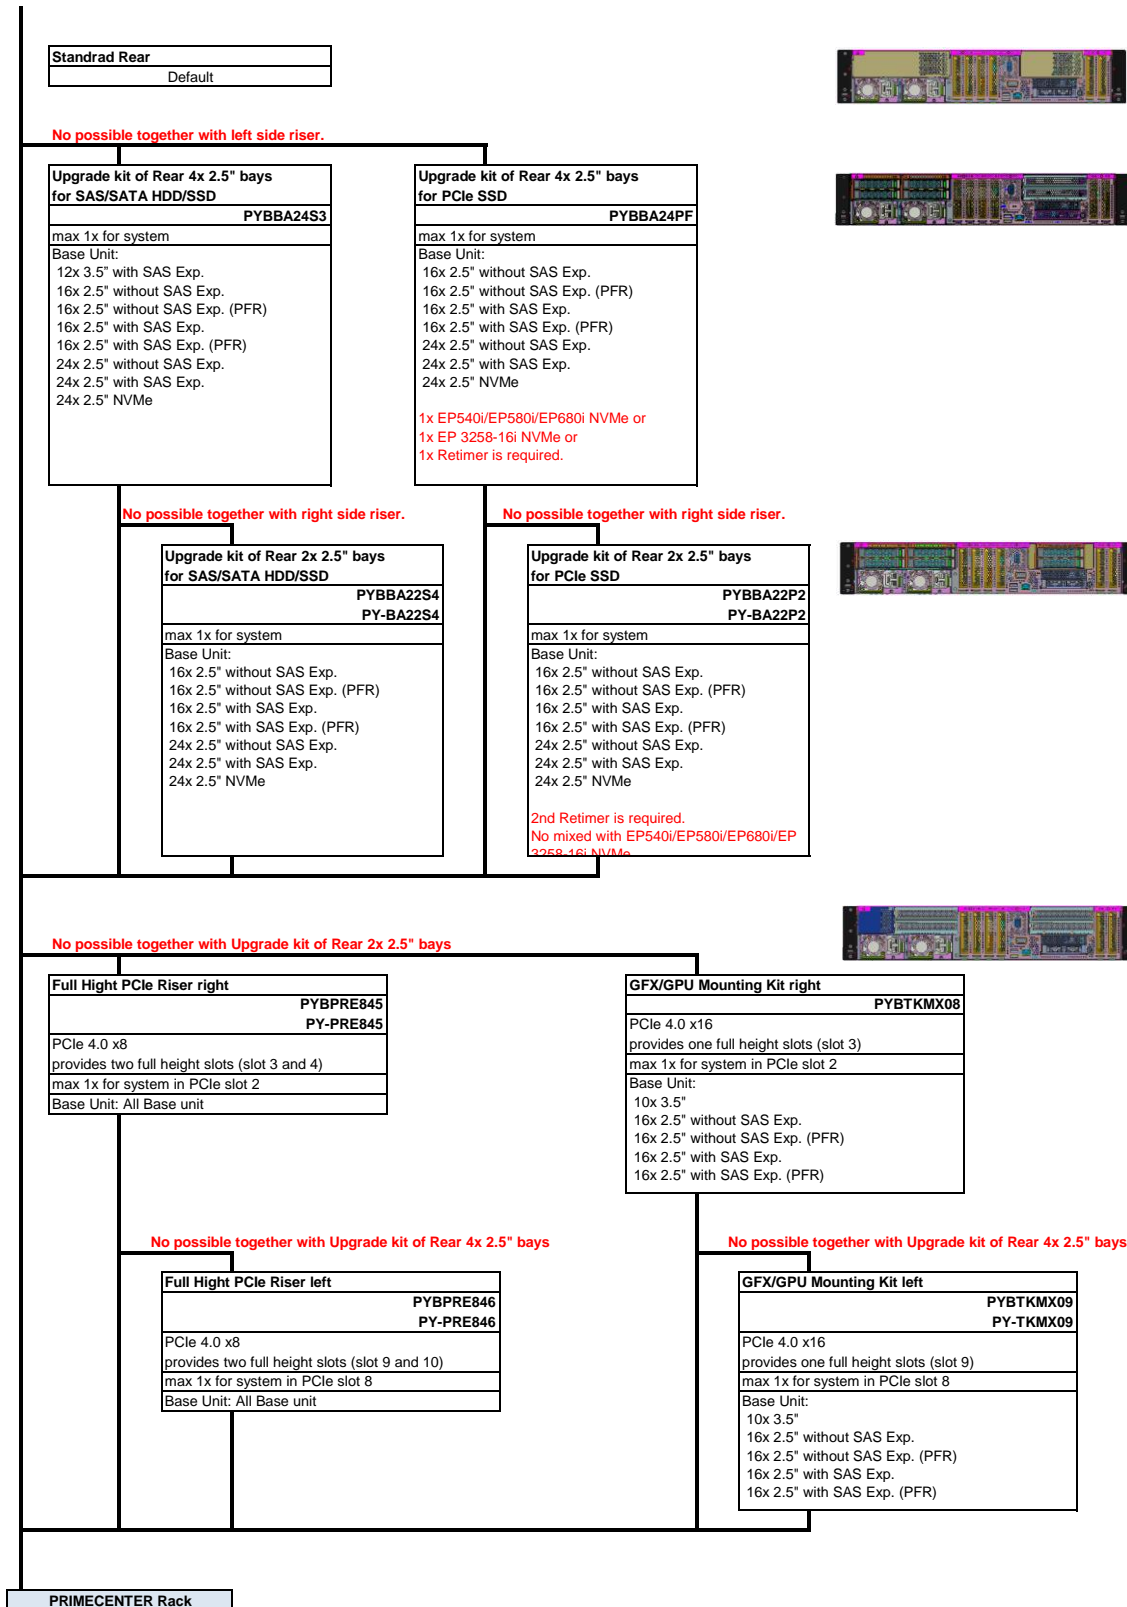 Standrad Rear
Default
No possible together with left side riser.
Upgrade kit of Rear 4x 2.5" bays
for SAS/SATA HDD/SSD
PYBBA24S3
max 1x for system
Base Unit:
12x 3.5" with SAS Exp.
16x 2.5" without SAS Exp.
16x 2.5" without SAS Exp. (PFR)
16x 2.5" with SAS Exp.
16x 2.5" with SAS Exp. (PFR)
24x 2.5" without SAS Exp.
24x 2.5" with SAS Exp.
24x 2.5" NVMe
Upgrade kit of Rear 4x 2.5" bays
for PCIe SSD
PYBBA24PF
max 1x for system
Base Unit:
16x 2.5" without SAS Exp.
16x 2.5" without SAS Exp. (PFR)
16x 2.5" with SAS Exp.
16x 2.5" with SAS Exp. (PFR)
24x 2.5" without SAS Exp.
24x 2.5" with SAS Exp.
24x 2.5" NVMe
1x EP540i/EP580i/EP680i NVMe or
1x EP 3258-16i NVMe or
1x Retimer is required.
No possible together with right side riser.
Upgrade kit of Rear 2x 2.5" bays
for SAS/SATA HDD/SSD
PYBBA22S4
PY-BA22S4
max 1x for system
Base Unit:
16x 2.5" without SAS Exp.
16x 2.5" without SAS Exp. (PFR)
16x 2.5" with SAS Exp.
16x 2.5" with SAS Exp. (PFR)
24x 2.5" without SAS Exp.
24x 2.5" with SAS Exp.
24x 2.5" NVMe
No possible together with right side riser.
Upgrade kit of Rear 2x 2.5" bays
for PCIe SSD
PYBBA22P2
PY-BA22P2
max 1x for system
Base Unit:
16x 2.5" without SAS Exp.
16x 2.5" without SAS Exp. (PFR)
16x 2.5" with SAS Exp.
16x 2.5" with SAS Exp. (PFR)
24x 2.5" without SAS Exp.
24x 2.5" with SAS Exp.
24x 2.5" NVMe
2nd Retimer is required.
No mixed with EP540i/EP580i/EP680i/EP
3258-16i NVMe
No possible together with Upgrade kit of Rear 2x 2.5" bays
Full Hight PCIe Riser right
PYBPRE845
PY-PRE845
PCIe 4.0 x8
provides two full height slots (slot 3 and 4)
max 1x for system in PCIe slot 2
Base Unit: All Base unit
GFX/GPU Mounting Kit right
PYBTKMX08
PCIe 4.0 x16
provides one full height slots (slot 3)
max 1x for system in PCIe slot 2
Base Unit:
10x 3.5"
16x 2.5" without SAS Exp.
16x 2.5" without SAS Exp. (PFR)
16x 2.5" with SAS Exp.
16x 2.5" with SAS Exp. (PFR)
No possible together with Upgrade kit of Rear 4x 2.5" bays
Full Hight PCIe Riser left
PYBPRE846
PY-PRE846
PCIe 4.0 x8
provides two full height slots (slot 9 and 10)
max 1x for system in PCIe slot 8
Base Unit: All Base unit
No possible together with Upgrade kit of Rear 4x 2.5" bays
GFX/GPU Mounting Kit left
PYBTKMX09
PY-TKMX09
PCIe 4.0 x16
provides one full height slots (slot 9)
max 1x for system in PCIe slot 8
Base Unit:
10x 3.5"
16x 2.5" without SAS Exp.
16x 2.5" without SAS Exp. (PFR)
16x 2.5" with SAS Exp.
16x 2.5" with SAS Exp. (PFR)
PRIMECENTER Rack